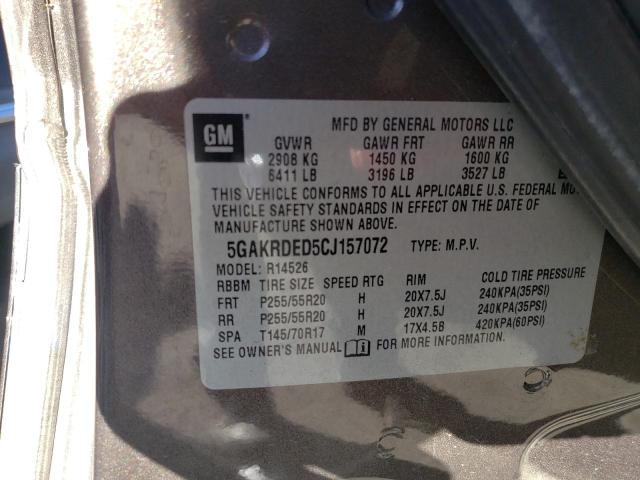 GM
MFD BY GENERAL MOTORS LLC
GVWR GAWR FRT GAWR RR
2908 KG 1450 KG 1600 KG
6411 LB 3196 LB 3527 LB
THIS VEHICLE CONFORMS TO ALL APPLICABLE U.S. FEDERAL
VEHICLE SAFETY STANDARDS IN EFFECT ON THE DATE OF
MANUFACTURE SHOWN ABOVE.
5GAKRDED5CJ157072 TYPE: M.P.V.
MODEL: R14526
RBBM TIRE SIZE SPEED RTG RIM COLD TIRE PRESSURE
FRT P255/55R20 H 20X7.5J 240KPA(35PSI)
RR P255/55R20 H 20X7.5J 240KPA(35PSI)
SPA T145/70R17 M 17X4.5B 420KPA(60PSI)
SEE OWNER'S MANUAL FOR MORE INFORMATION.